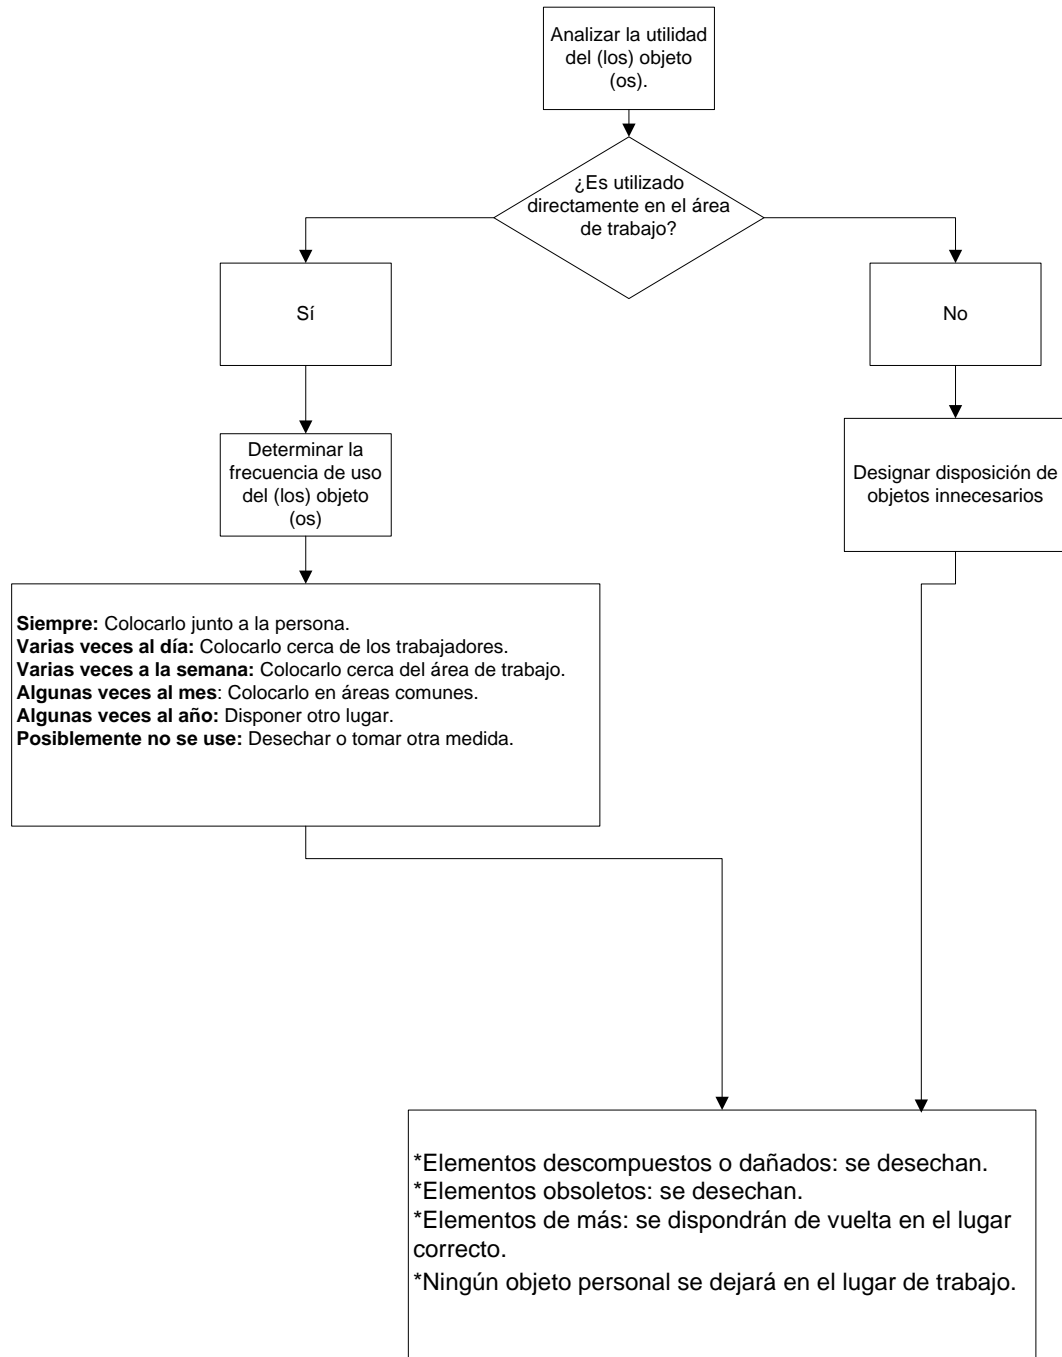 Analizar la utilidad
del (los) objeto
(os).
¿Es utilizado
directamente en el área
de trabajo?
Sí
No
Determinar la
frecuencia de uso
del (los) objeto
(os)
Designar disposición de
objetos innecesarios
Siempre: Colocarlo junto a la persona.
Varias veces al día: Colocarlo cerca de los trabajadores.
Varias veces a la semana: Colocarlo cerca del área de trabajo.
Algunas veces al mes: Colocarlo en áreas comunes.
Algunas veces al año: Disponer otro lugar.
Posiblemente no se use: Desechar o tomar otra medida.
*Elementos descompuestos o dañados: se desechan.
*Elementos obsoletos: se desechan.
*Elementos de más: se dispondrán de vuelta en el lugar
correcto.
*Ningún objeto personal se dejará en el lugar de trabajo.